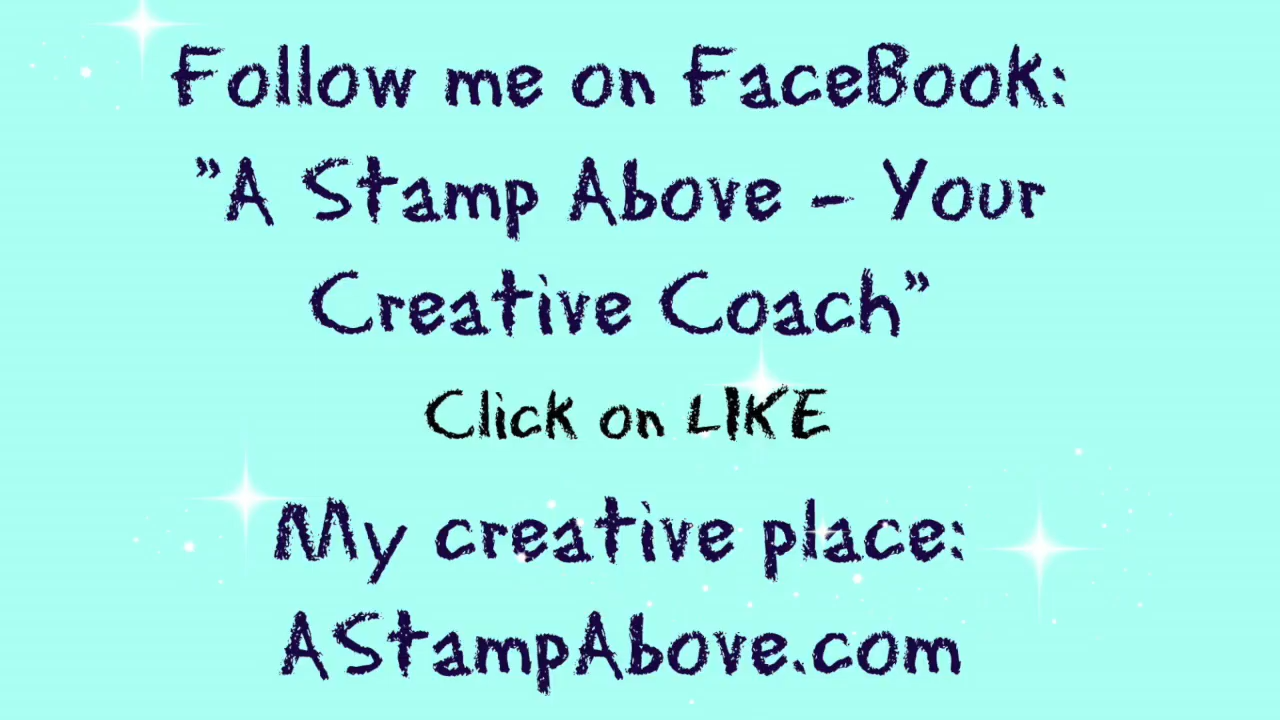 Follow me on FaceBook:
"A Stamp Above - Your
Creative Coach"
Click on LIKE
My creative place:
AStampAbove.com